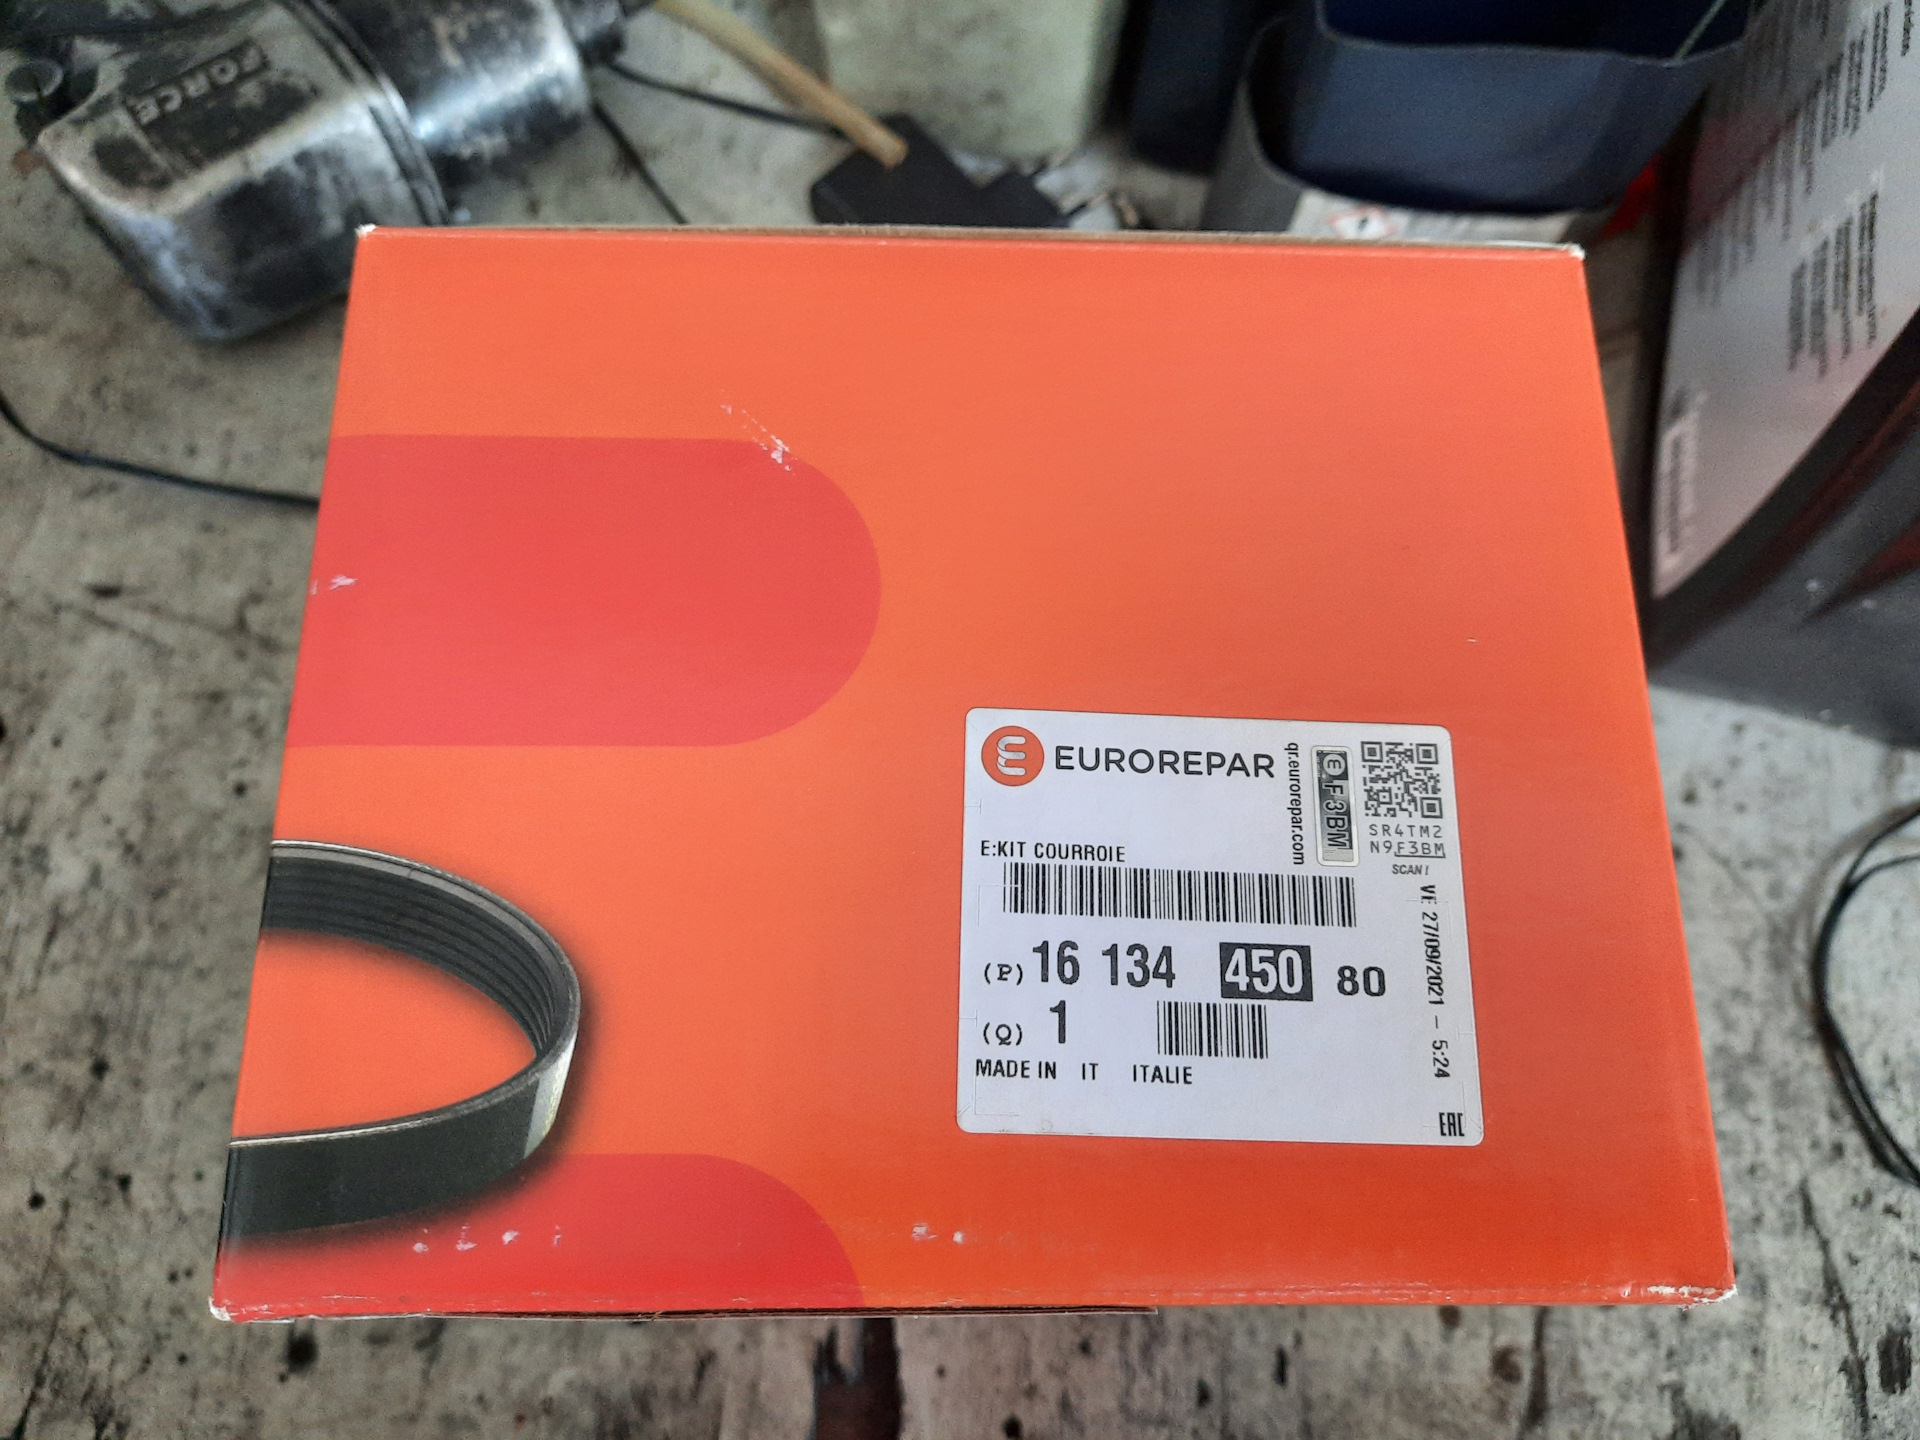 FORCE
EUROREPAR
qr.eurorepar.com
F3BM
SR4TM2
N9F3BM
SCAN!
E:KIT COURROIE
(P) 16 134 450 80
(Q) 1
MADE IN IT ITALIE
VF 27/09/2021 – 5:24
EAC